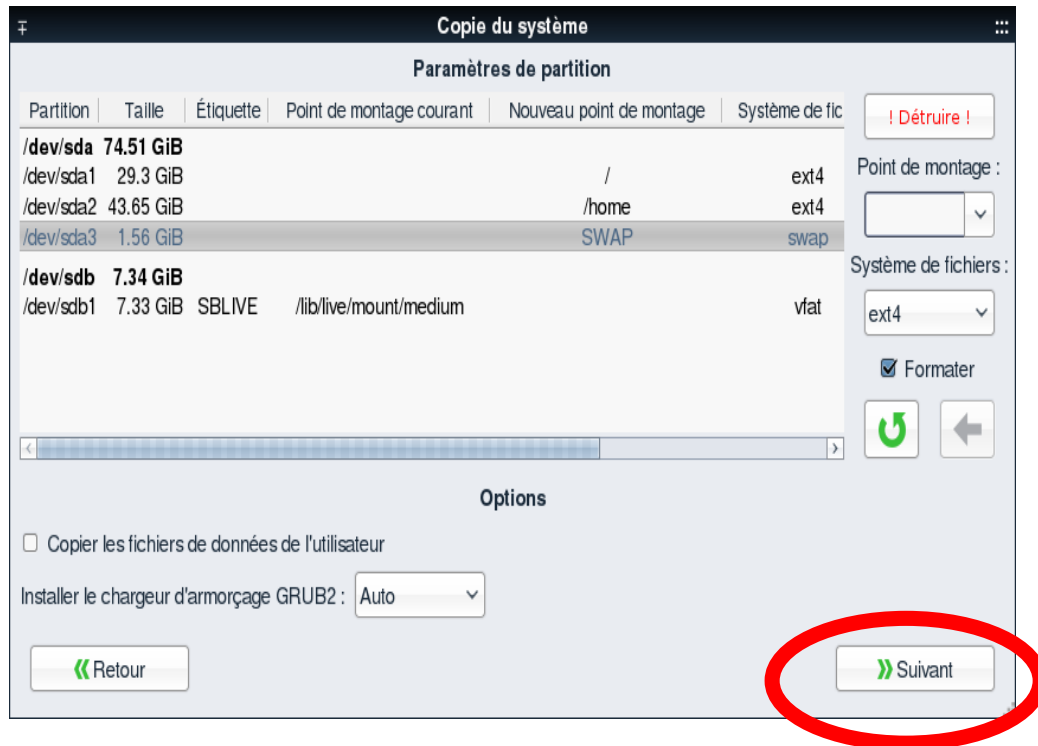 Copie du système
Paramètres de partition
Partition Taille Étiquette Point de montage courant Nouveau point de montage Système de fic
/dev/sda 74.51 GiB
/dev/sda1 29.3 GiB / ext4
/dev/sda2 43.65 GiB /home ext4
/dev/sda3 1.56 GiB SWAP swap
/dev/sdb 7.34 GiB
/dev/sdb1 7.33 GiB SBLIVE /lib/live/mount/medium vfat
! Détruire !
Point de montage :
Système de fichiers :
ext4
Formater
Options
Copier les fichiers de données de l'utilisateur
Installer le chargeur d'armorçage GRUB2 : Auto
Retour
Suivant